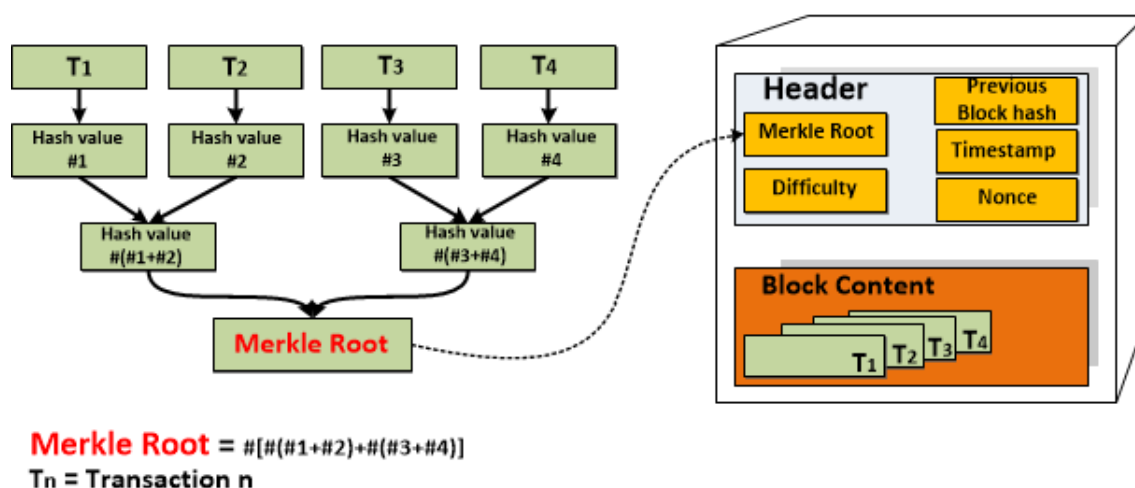 T1
T2
T3
T4
Hash value
#1
Hash value
#2
Hash value
#3
Hash value
#4
Hash value
#(#1+#2)
Hash value
#(#3+#4)
Merkle Root
Merkle Root = #[#(#1+#2)+#(#3+#4)]
Tn = Transaction n
Header
Merkle Root
Difficulty
Previous
Block hash
Timestamp
Nonce
Block Content
T1
T2
T3
T4